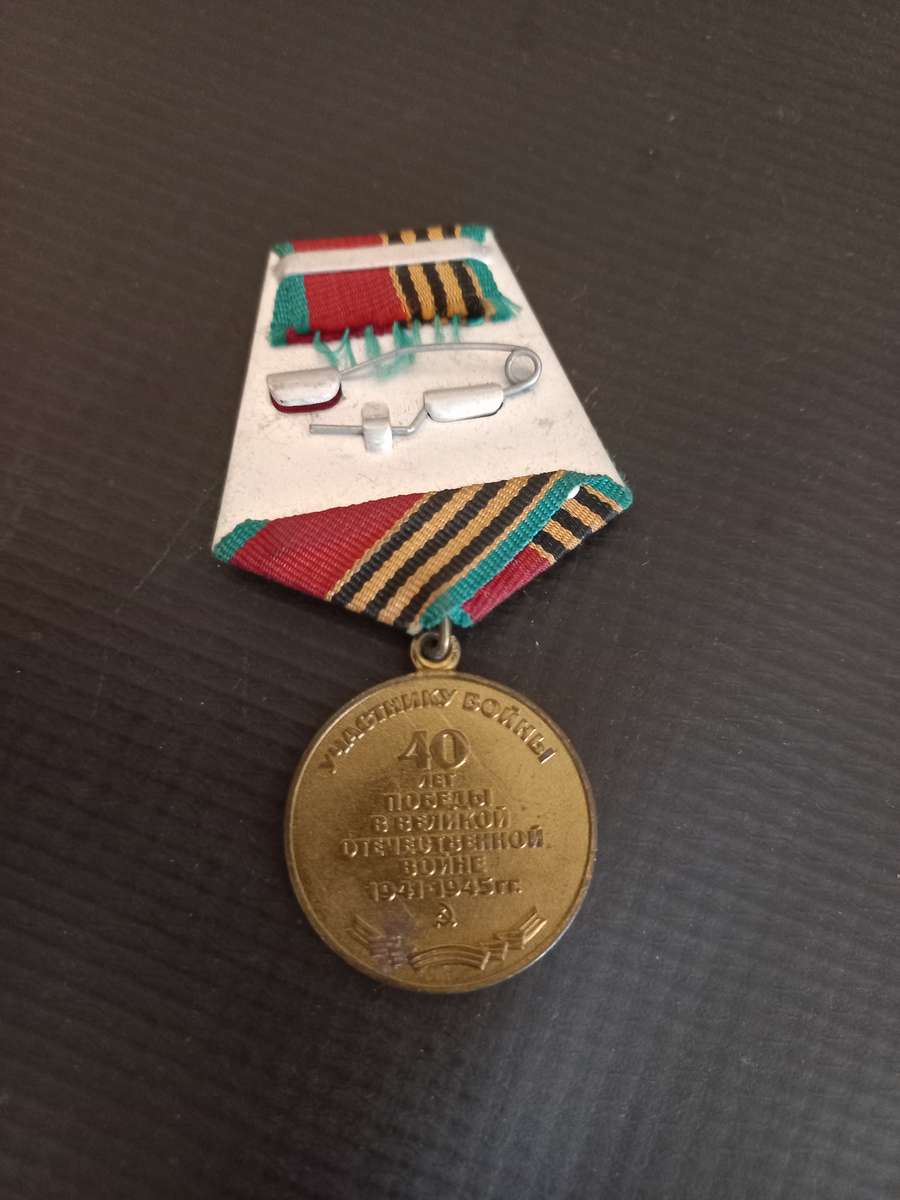 УЧАСТНИКУ ВОЙНЫ
40
ЛЕТ
ПОБЕДЫ
В ВЕЛИКОЙ
ОТЕЧЕСТВЕННОЙ
ВОЙНЕ
1941-1945 гг.